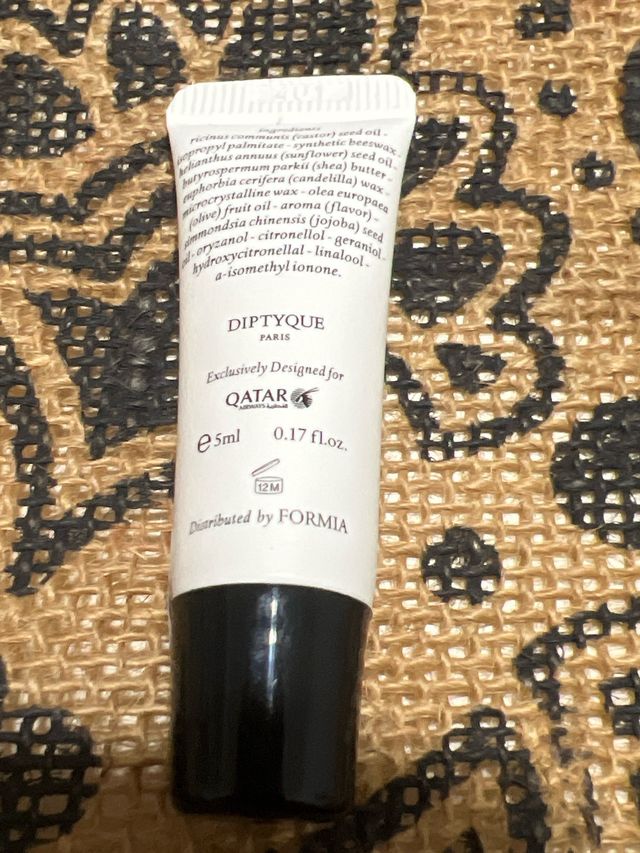 Ingredients
ricinus communis (castor) seed oil -
isopropyl palmitate - synthetic beeswax -
helianthus annuus (sunflower) seed oil -
butyrospermum parkii (shea) butter -
euphorbia cerifera (candelilla) wax -
microcrystalline wax - olea europaea
(olive) fruit oil - aroma (flavor) -
simmondsia chinensis (jojoba) seed
oil - oryzanol - citronellol - geraniol -
hydroxycitronellal - linalool -
a-isomethyl ionone.
DIPTYQUE
PARIS
Exclusively Designed for
QATAR
AIRWAYS القطرية
e 5ml 0.17 fl.oz.
12M
Distributed by FORMIA